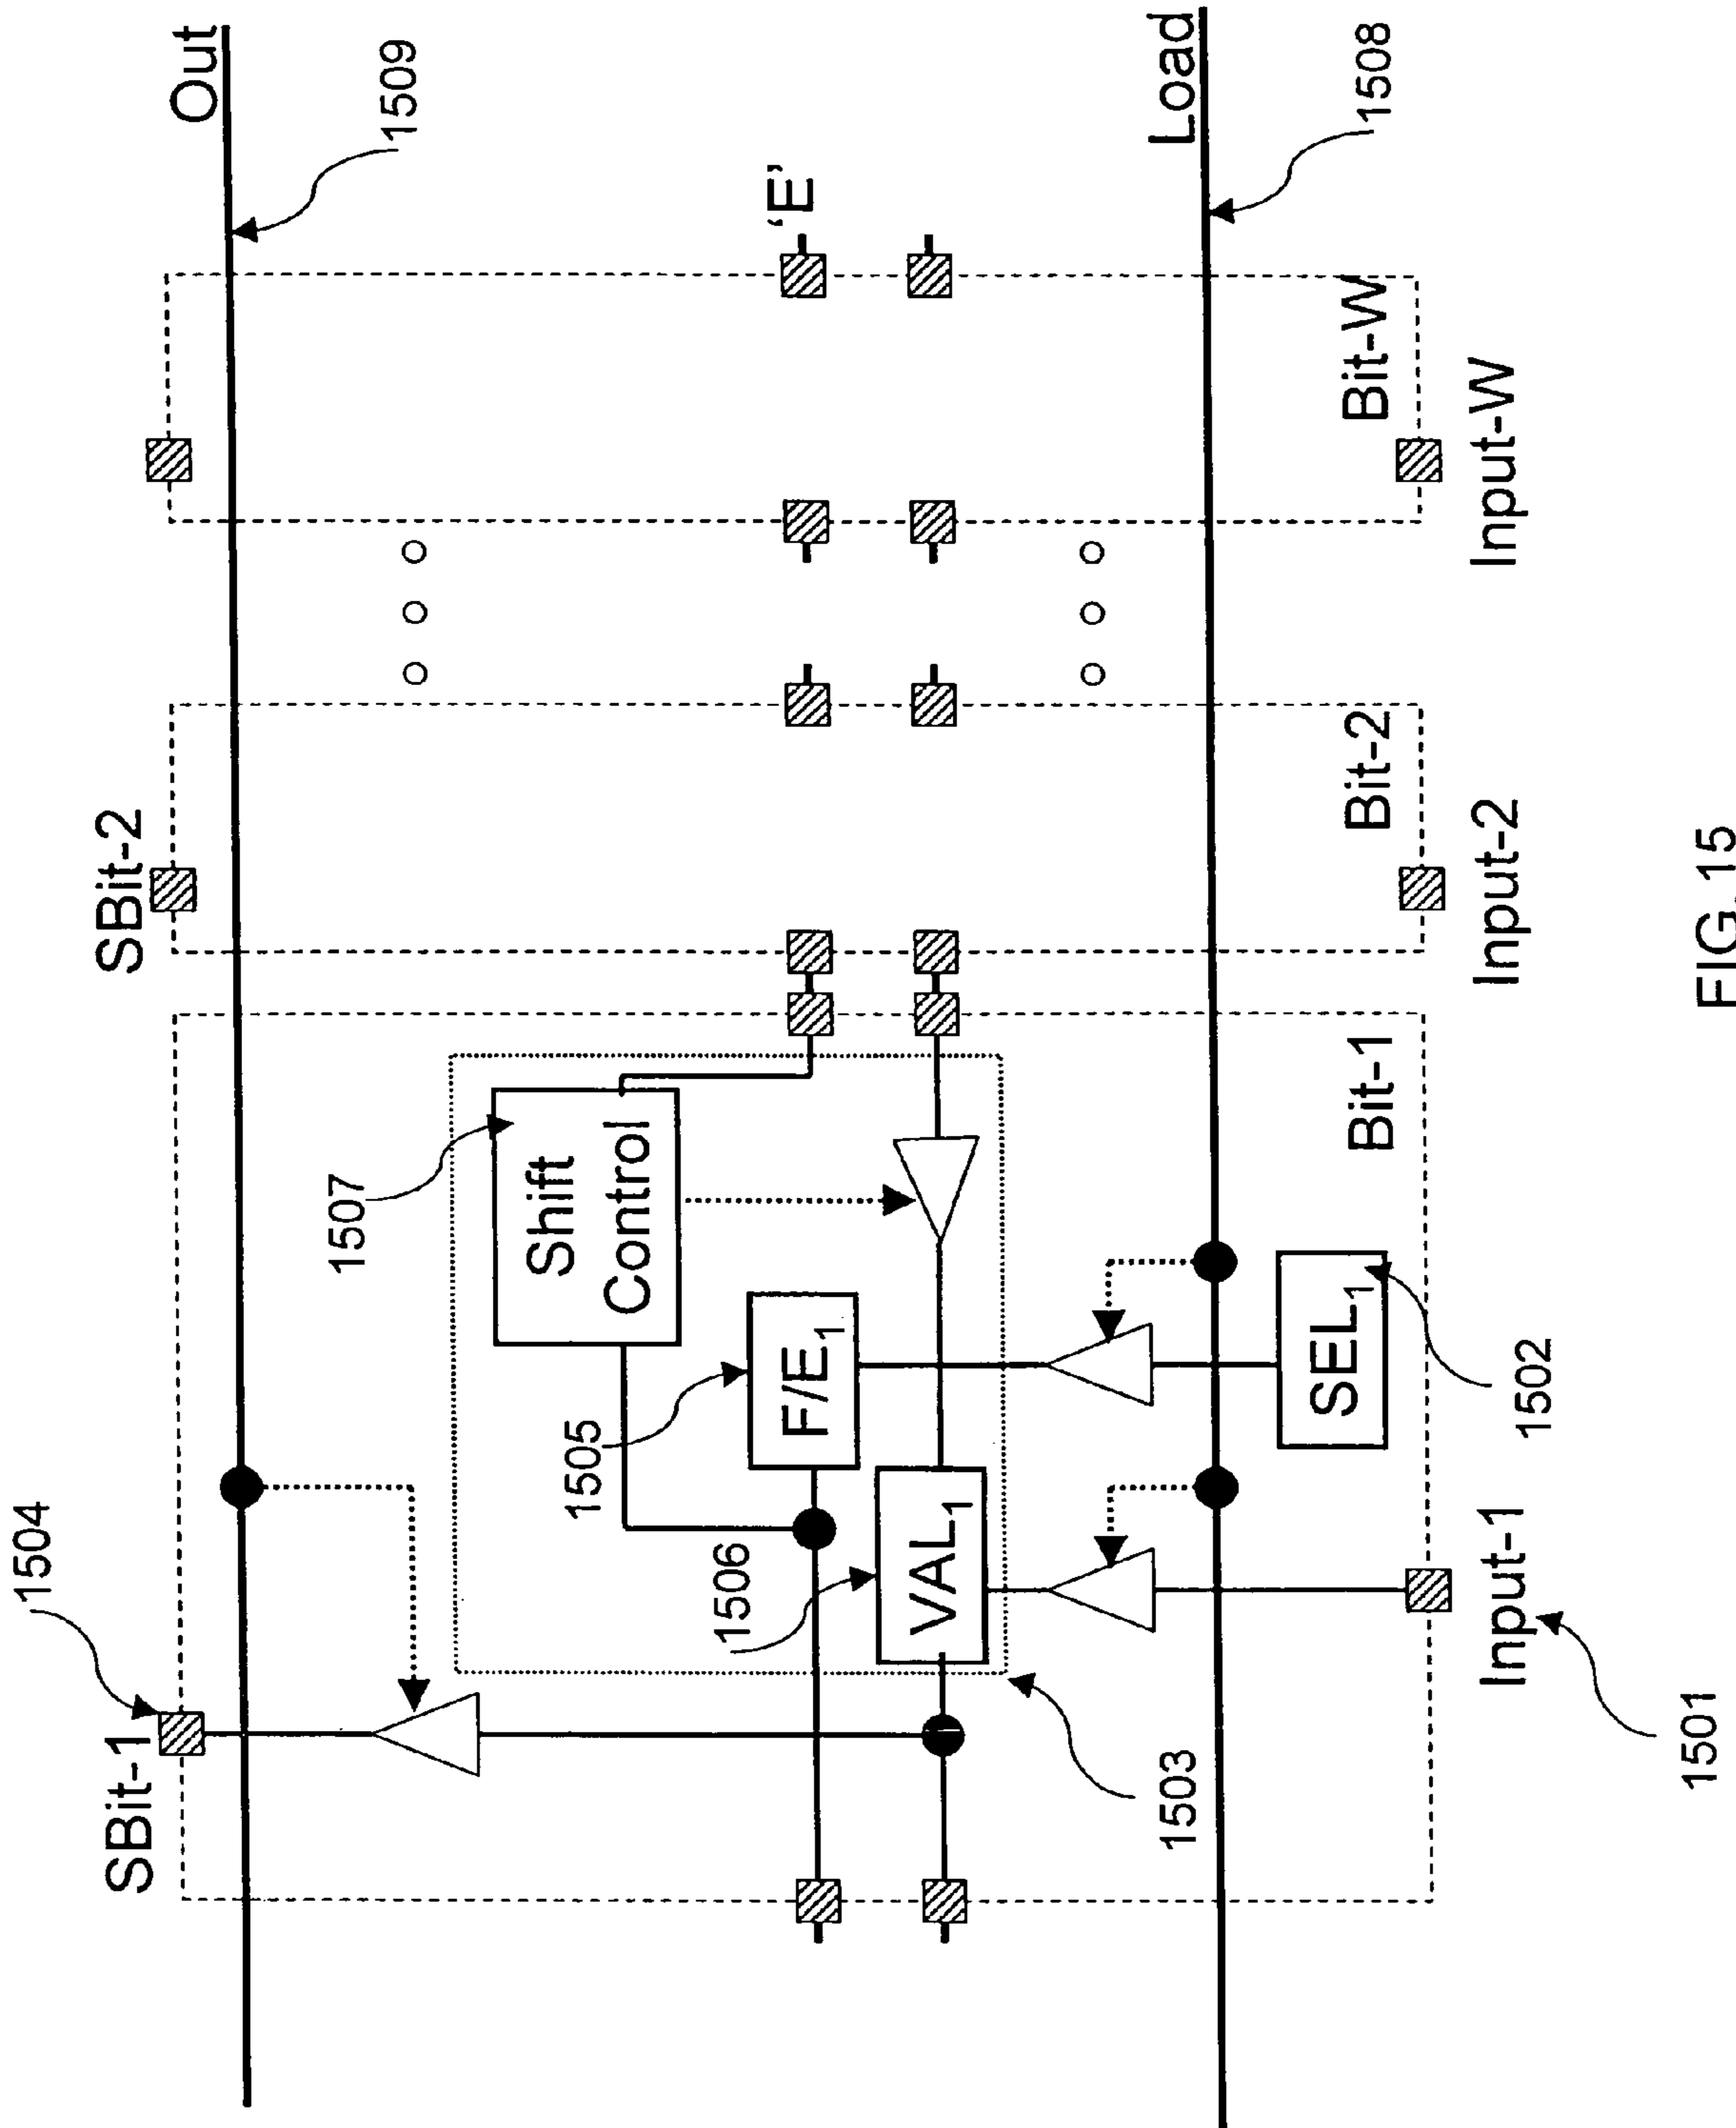 Out
1509
Load
1508
'E'
Bit-W
Input-W
SBit-2
Bit-2
Input-2
1507
Shift
Control
Bit-1
1505
F/E1
SEL1
1502
1504
1506
VAL1
Input-1
1501
SBit-1
1503
FIG. 15